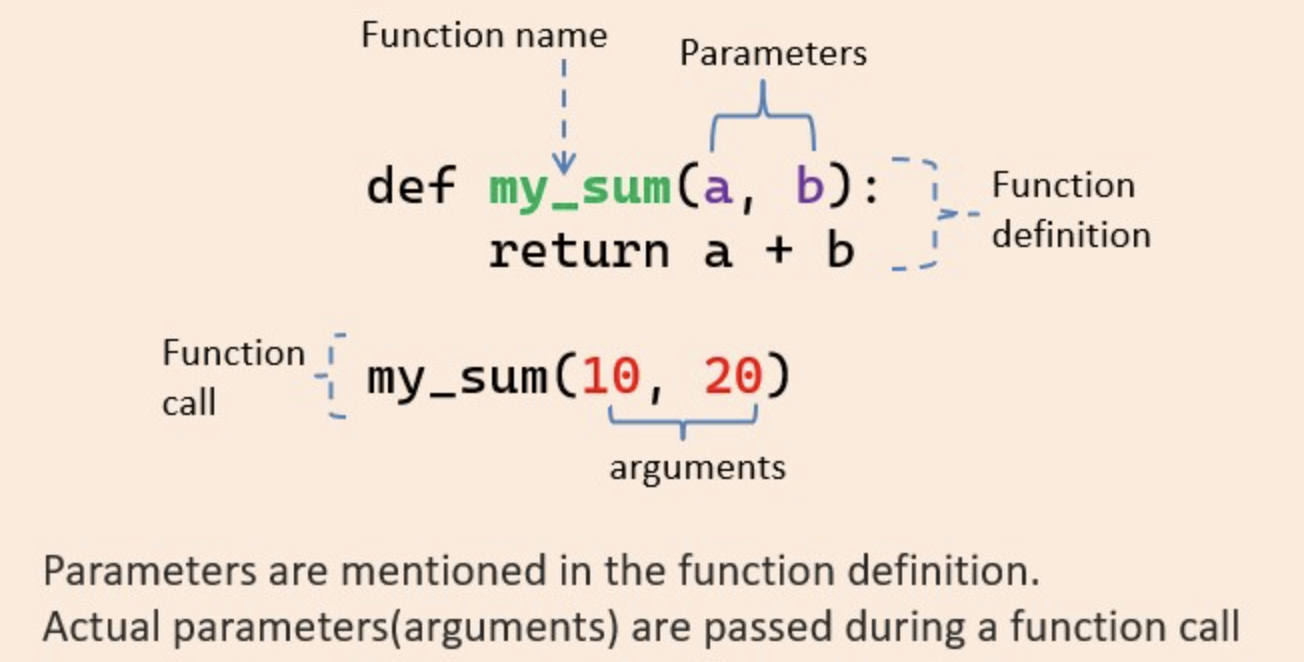 Function name
Parameters
def my_sum(a, b):
return a + b
Function
definition
Function
call
my_sum(10, 20)
arguments
Parameters are mentioned in the function definition.
Actual parameters(arguments) are passed during a function call